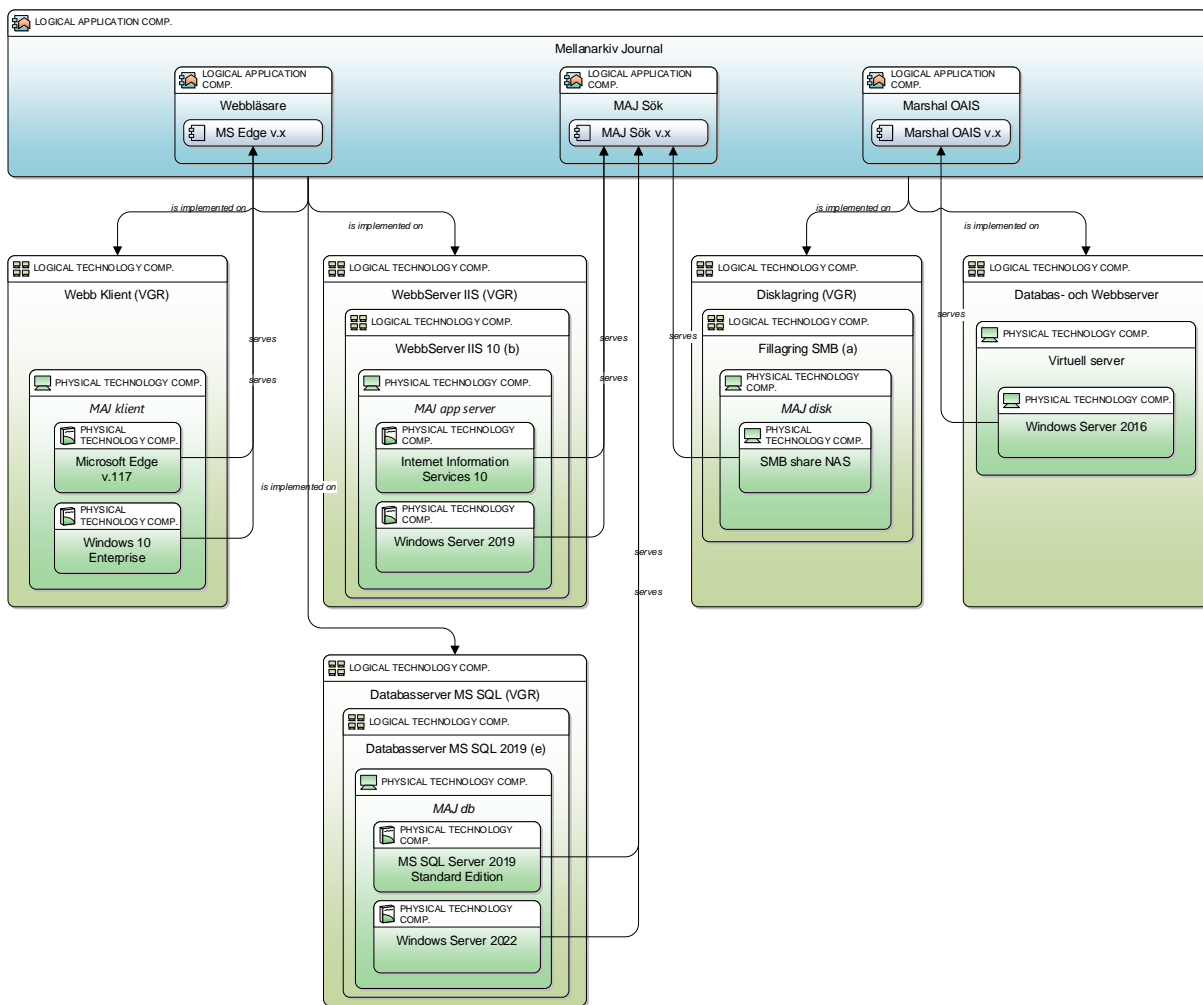 LOGICAL APPLICATION COMP.
Mellanarkiv Journal
LOGICAL APPLICATION
COMP.
Webbläsare
MS Edge v.x
LOGICAL APPLICATION
COMP.
MAJ Sök
MAJ Sök v.x
LOGICAL APPLICATION
COMP.
Marshal OAIS
Marshal OAIS v.x
is implemented on
is implemented on
is implemented on
is implemented on
LOGICAL TECHNOLOGY COMP.
Webb Klient (VGR)
PHYSICAL TECHNOLOGY COMP.
MAJ klient
PHYSICAL
TECHNOLOGY COMP.
Microsoft Edge
v.117
PHYSICAL
TECHNOLOGY COMP.
Windows 10
Enterprise
serves
serves
is implemented on
LOGICAL TECHNOLOGY COMP.
WebbServer IIS (VGR)
LOGICAL TECHNOLOGY COMP.
WebbServer IIS 10 (b)
PHYSICAL TECHNOLOGY COMP.
MAJ app server
PHYSICAL TECHNOLOGY
COMP.
Internet Information
Services 10
PHYSICAL TECHNOLOGY
COMP.
Windows Server 2019
serves
serves
LOGICAL TECHNOLOGY COMP.
Disklagring (VGR)
LOGICAL TECHNOLOGY COMP.
Fillagring SMB (a)
PHYSICAL TECHNOLOGY
COMP.
MAJ disk
PHYSICAL
TECHNOLOGY COMP.
SMB share NAS
serves
LOGICAL TECHNOLOGY COMP.
Databas- och Webbserver
PHYSICAL TECHNOLOGY COMP.
Virtuell server
PHYSICAL TECHNOLOGY
COMP.
Windows Server 2016
serves
LOGICAL TECHNOLOGY COMP.
Databasserver MS SQL (VGR)
LOGICAL TECHNOLOGY COMP.
Databasserver MS SQL 2019 (e)
PHYSICAL TECHNOLOGY COMP.
MAJ db
PHYSICAL TECHNOLOGY
COMP.
MS SQL Server 2019
Standard Edition
PHYSICAL TECHNOLOGY
COMP.
Windows Server 2022
serves
serves